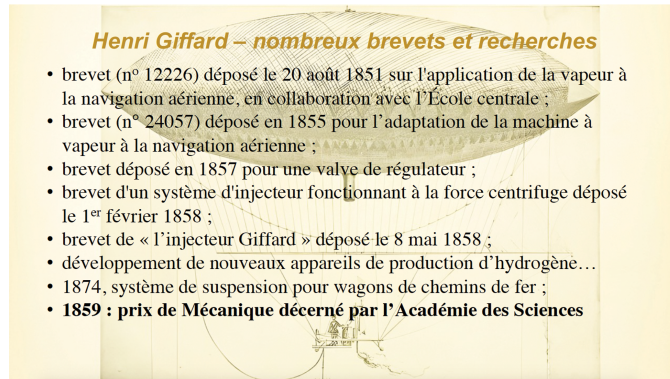 Henri Giffard – nombreux brevets et recherches
• brevet (nº 12226) déposé le 20 août 1851 sur l'application de la vapeur à
la navigation aérienne, en collaboration avec l’École centrale ;
• brevet (n° 24057) déposé en 1855 pour l’adaptation de la machine à
vapeur à la navigation aérienne ;
• brevet déposé en 1857 pour une valve de régulateur ;
• brevet d'un système d'injecteur fonctionnant à la force centrifuge déposé
le 1er février 1858 ;
• brevet de « l’injecteur Giffard » déposé le 8 mai 1858 ;
• développement de nouveaux appareils de production d’hydrogène…
• 1874, système de suspension pour wagons de chemins de fer ;
• 1859 : prix de Mécanique décerné par l’Académie des Sciences